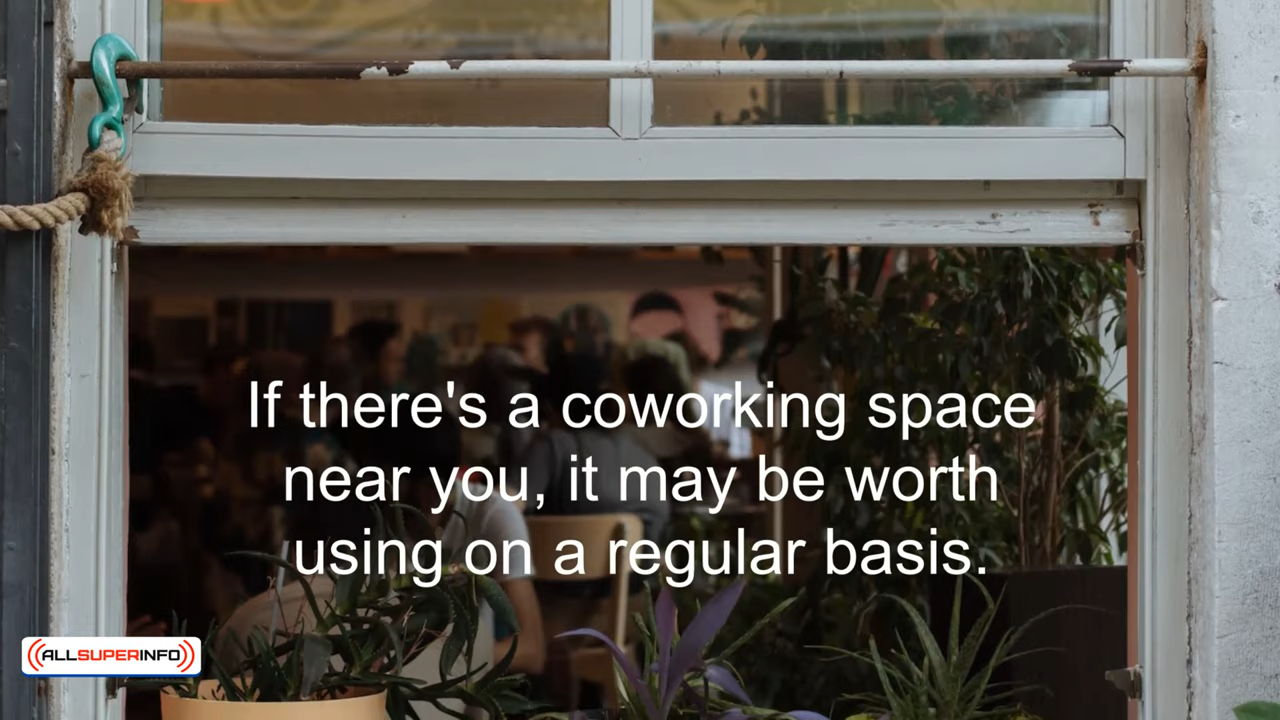 If there's a coworking space
near you, it may be worth
using on a regular basis.
ALLSUPERINFO